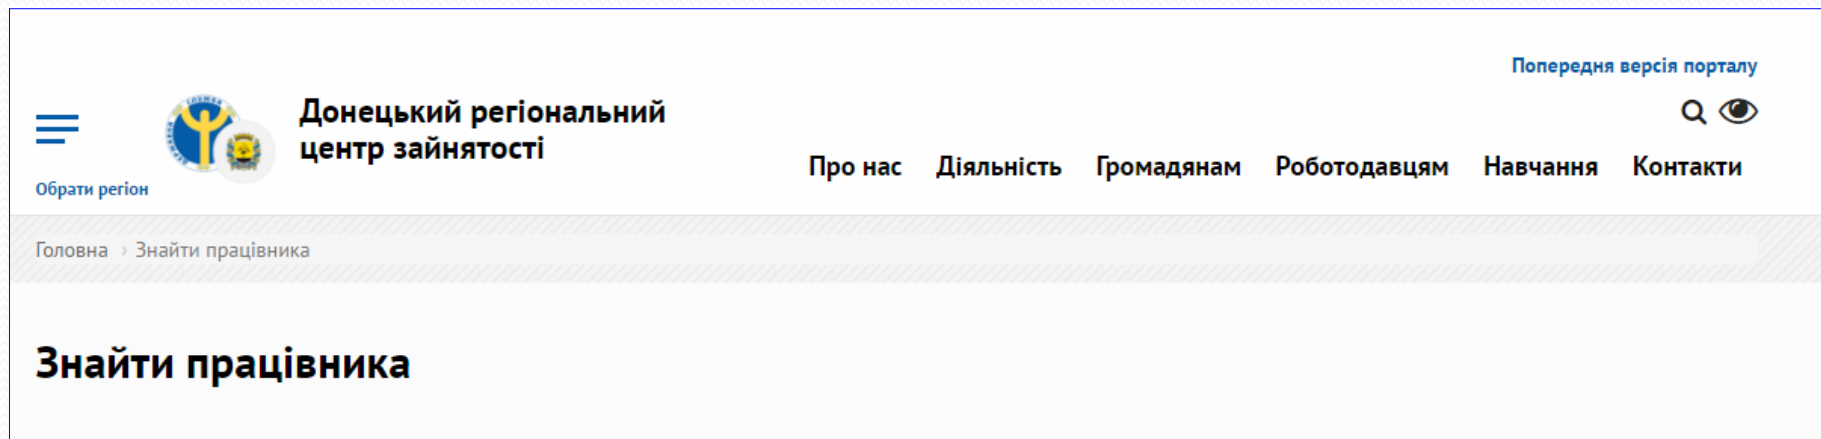 Попередня версія порталу
Донецький регіональний
центр зайнятості
Обрати регіон
Про нас Діяльність Громадянам Роботодавцям Навчання Контакти
Головна › Знайти працівника
Знайти працівника